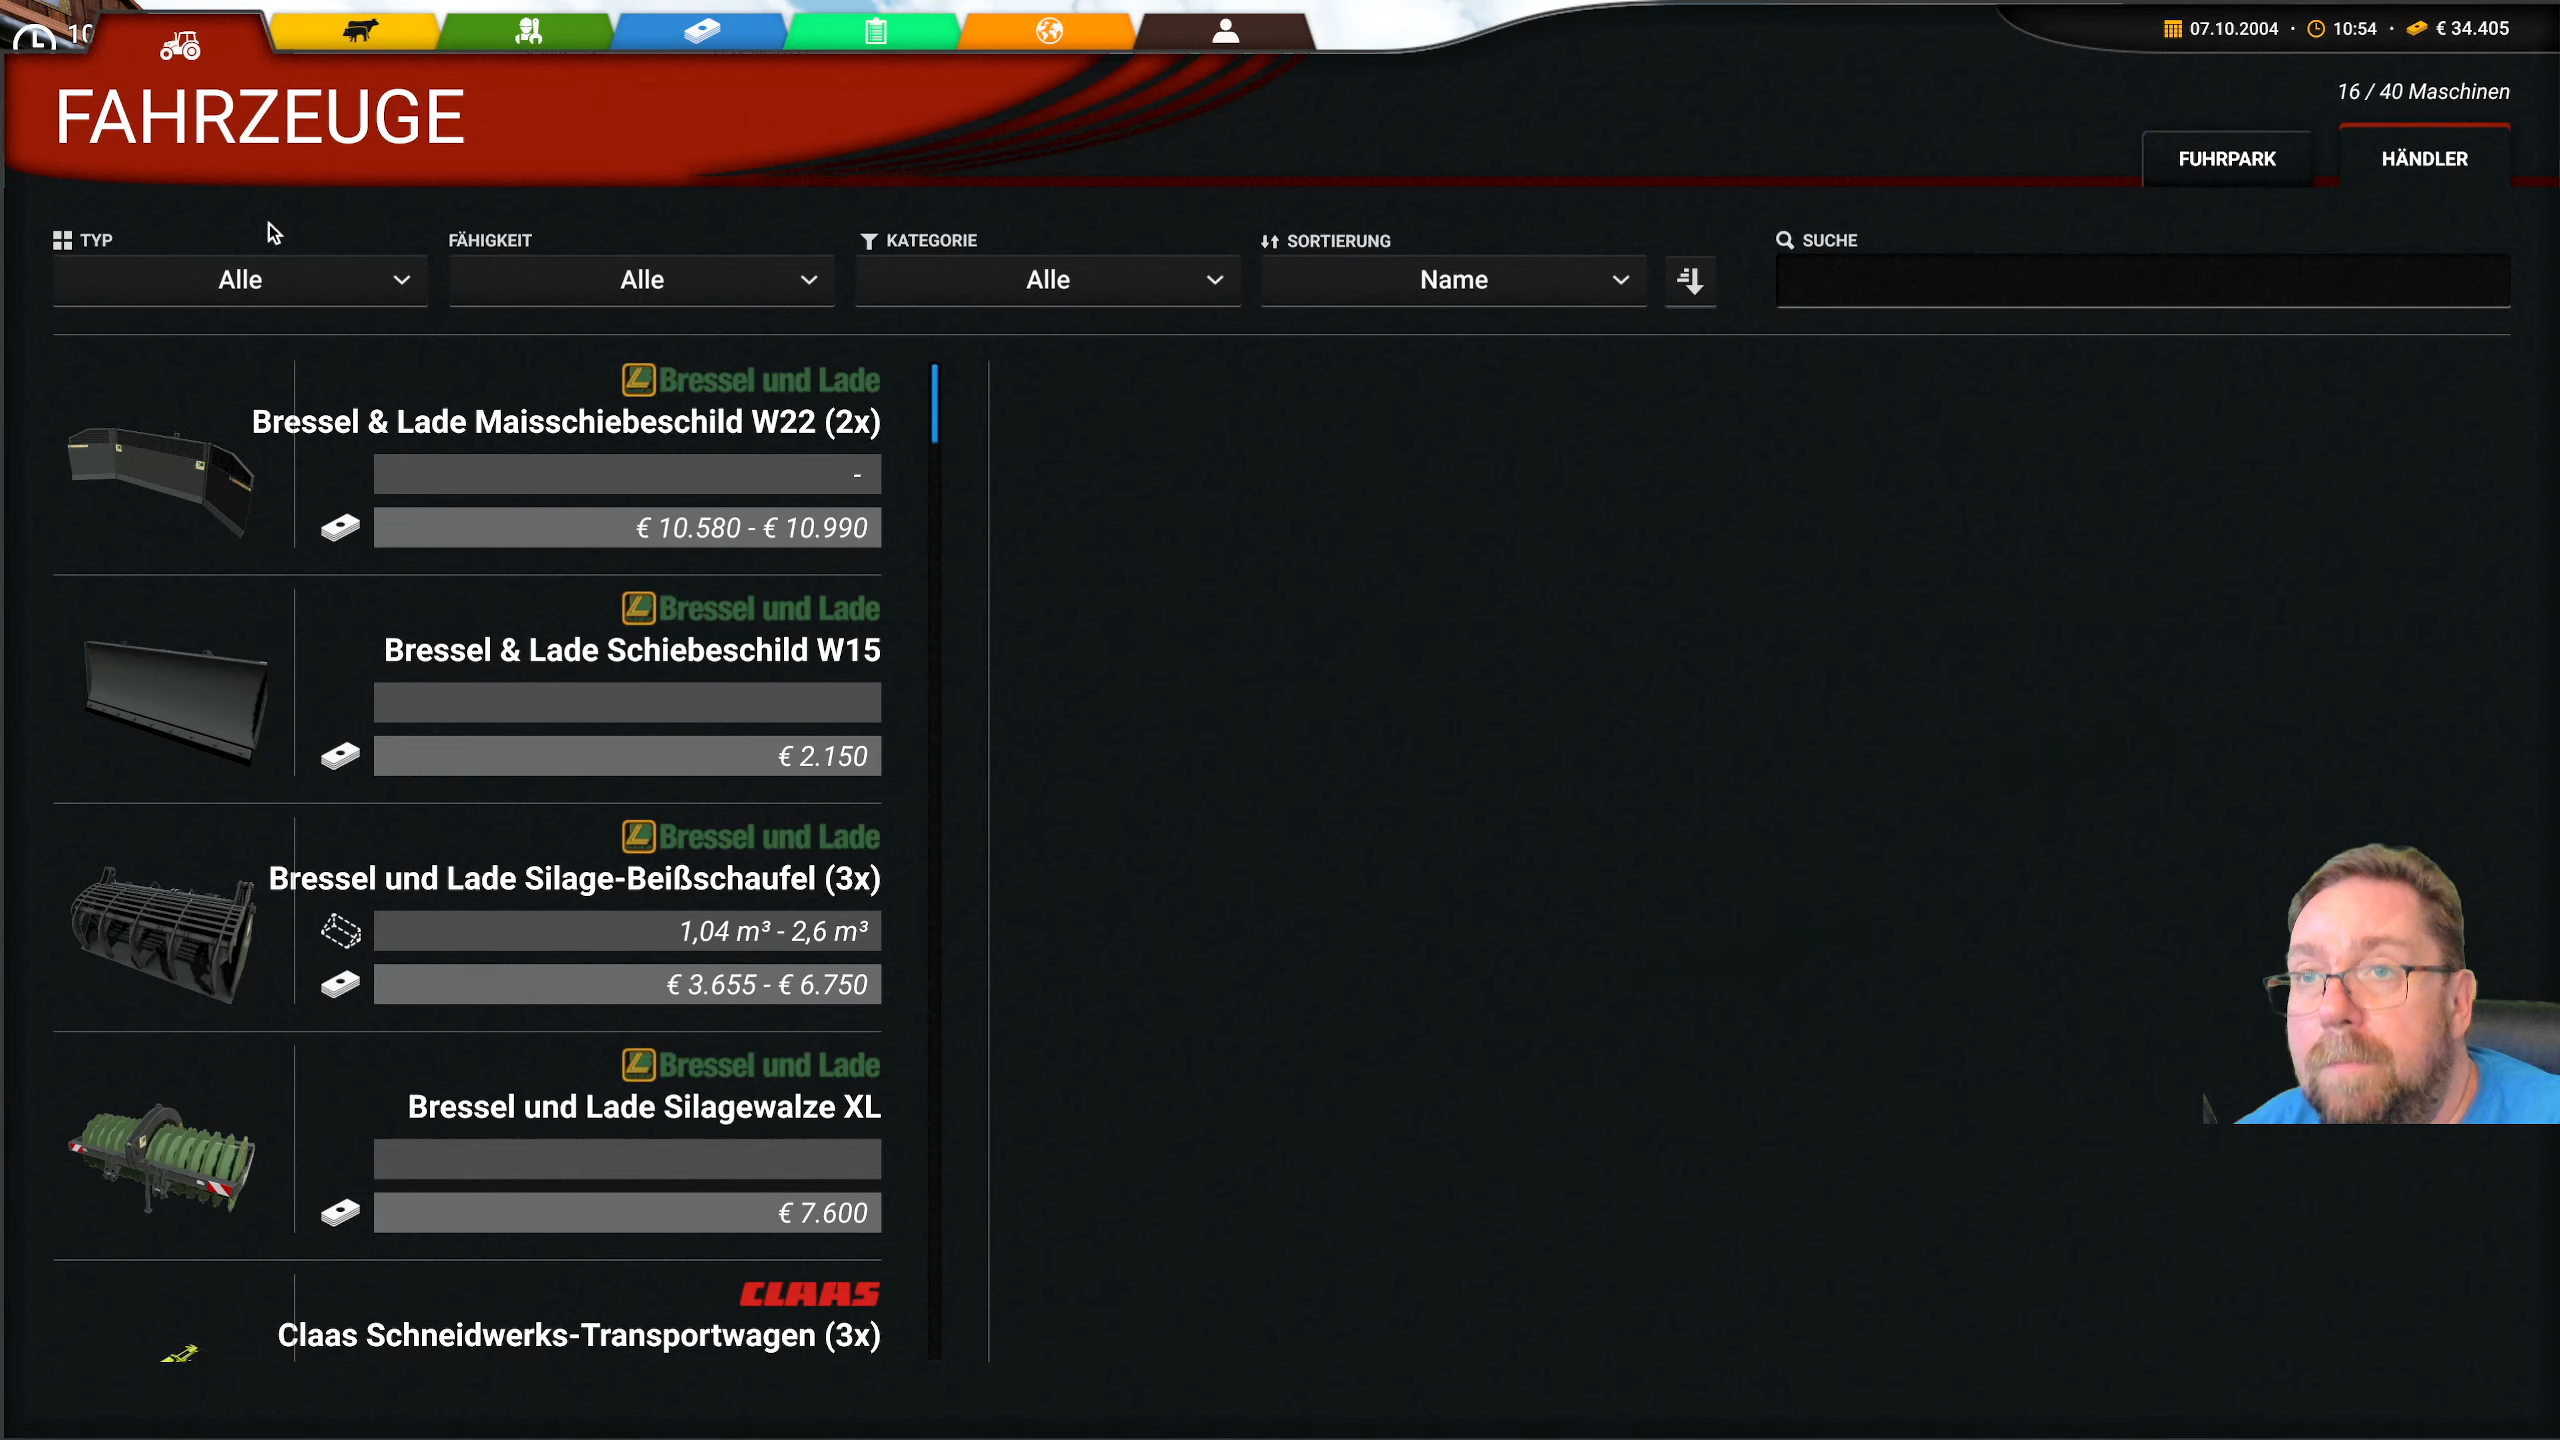 10
07.10.2004 · 10:54 · € 34.405
FAHRZEUGE
16 / 40 Maschinen
FUHRPARK
HÄNDLER
TYP
FÄHIGKEIT
KATEGORIE
SORTIERUNG
SUCHE
Alle
Alle
Alle
Name
Bressel und Lade
Bressel & Lade Maisschiebeschild W22 (2x)
-
€ 10.580 - € 10.990
Bressel und Lade
Bressel & Lade Schiebeschild W15
€ 2.150
Bressel und Lade
Bressel und Lade Silage-Beißschaufel (3x)
1,04 m³ - 2,6 m³
€ 3.655 - € 6.750
Bressel und Lade
Bressel und Lade Silagewalze XL
€ 7.600
CLAAS
Claas Schneidwerks-Transportwagen (3x)